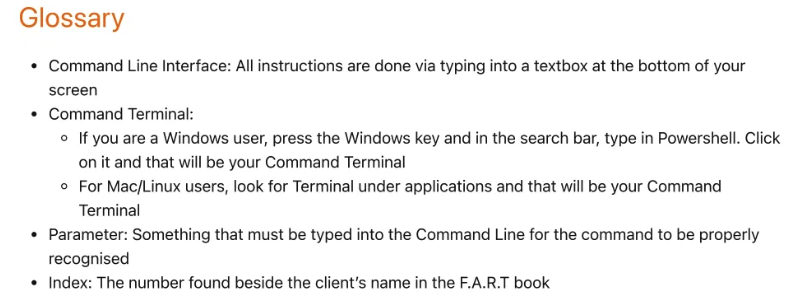 Glossary
• Command Line Interface: All instructions are done via typing into a textbox at the bottom of your
screen
• Command Terminal:
◦ If you are a Windows user, press the Windows key and in the search bar, type in Powershell. Click
on it and that will be your Command Terminal
◦ For Mac/Linux users, look for Terminal under applications and that will be your Command
Terminal
• Parameter: Something that must be typed into the Command Line for the command to be properly
recognised
• Index: The number found beside the client's name in the F.A.R.T book